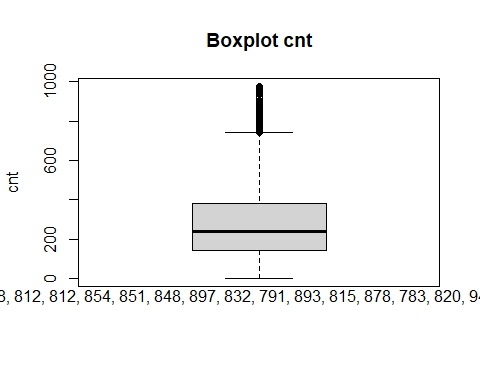 Boxplot cnt
1000
600
200
0
cnt
812, 812, 854, 851, 848, 897, 832, 791, 893, 815, 878, 783, 820,